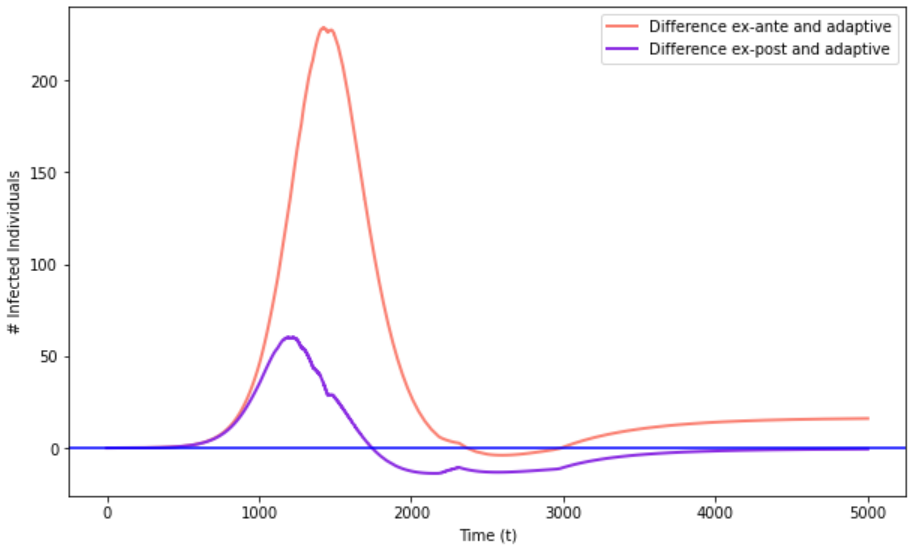 Difference ex-ante and adaptive
Difference ex-post and adaptive
# Infected Individuals
200
150
100
50
0
0 1000 2000 3000 4000 5000
Time (t)